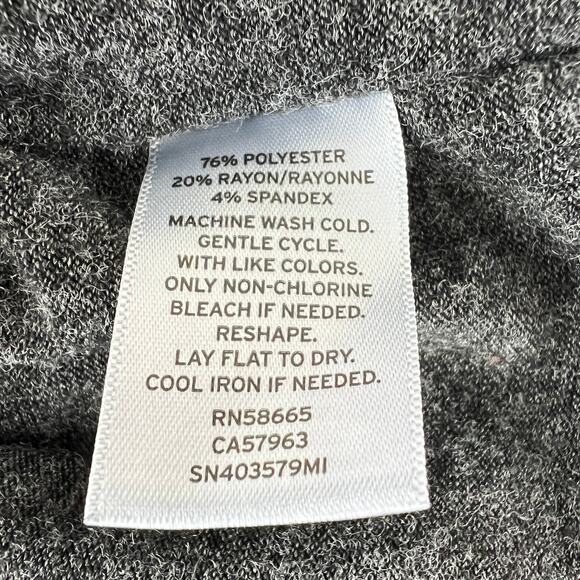 76% POLYESTER
20% RAYON/RAYONNE
4% SPANDEX
MACHINE WASH COLD.
GENTLE CYCLE.
WITH LIKE COLORS.
ONLY NON-CHLORINE
BLEACH IF NEEDED.
RESHAPE.
LAY FLAT TO DRY.
COOL IRON IF NEEDED.
RN58665
CA57963
SN403579MI